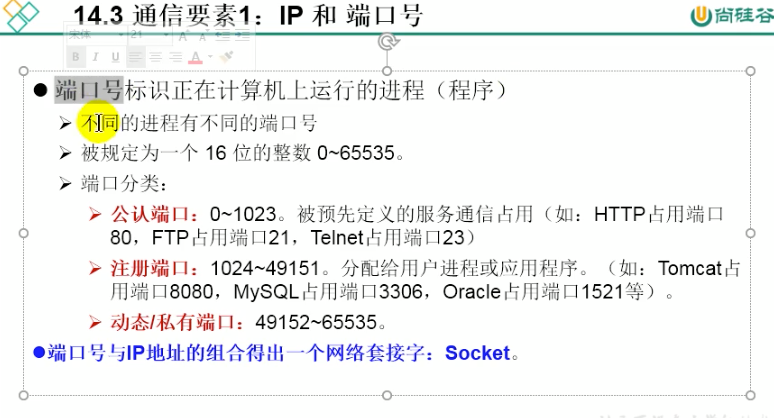 14.3 通信要素1：IP 和 端口号
尚硅谷
宋体 21
B I U A
端口号标识正在计算机上运行的进程（程序）
不同的进程有不同的端口号
被规定为一个 16 位的整数 0~65535。
端口分类：
公认端口：0~1023。被预先定义的服务通信占用（如：HTTP占用端口
80，FTP占用端口21，Telnet占用端口23）
注册端口：1024~49151。分配给用户进程或应用程序。（如：Tomcat占
用端口8080，MySQL占用端口3306，Oracle占用端口1521等）。
动态/私有端口：49152~65535。
端口号与IP地址的组合得出一个网络套接字：Socket。